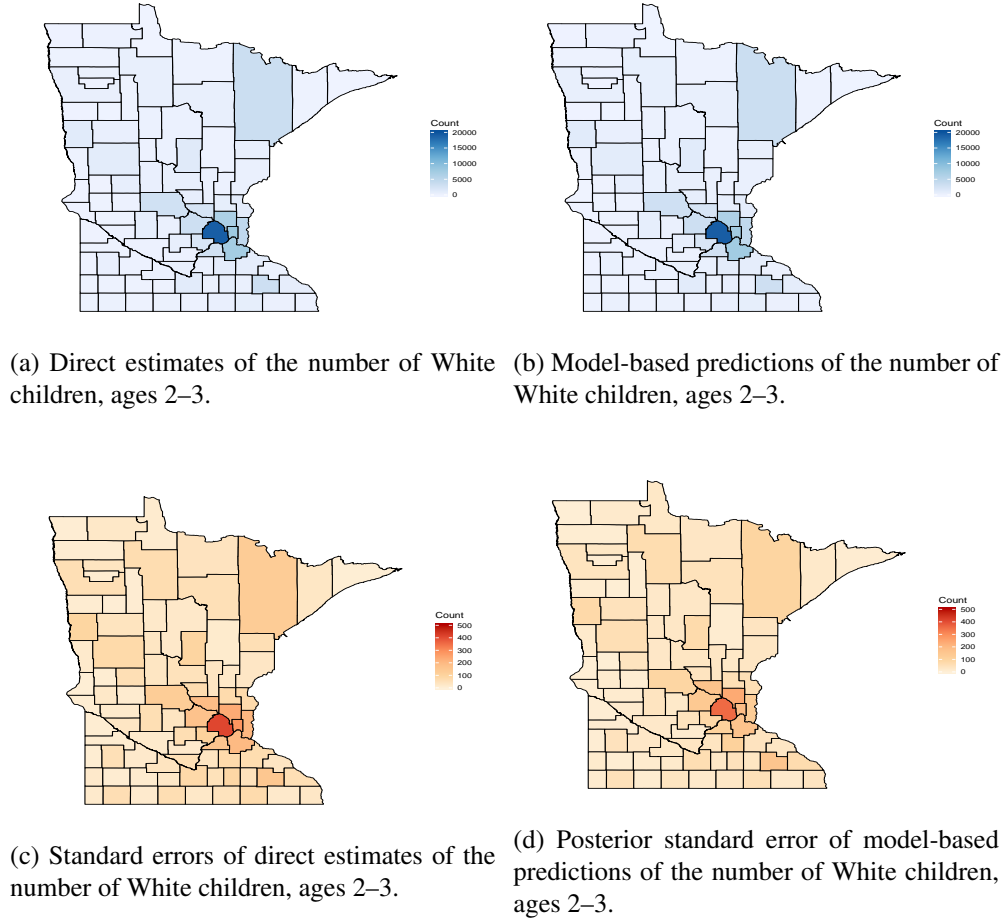 Count
20000
15000
10000
5000
0
Count
20000
15000
10000
5000
0
(a) Direct estimates of the number of White
children, ages 2–3.
(b) Model-based predictions of the number of
White children, ages 2–3.
Count
500
400
300
200
100
0
Count
500
400
300
200
100
0
(c) Standard errors of direct estimates of the
number of White children, ages 2–3.
(d) Posterior standard error of model-based
predictions of the number of White children,
ages 2–3.